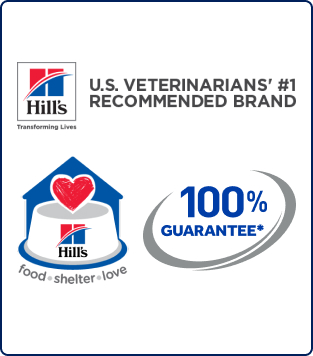 Hill's
Transforming Lives
U.S. VETERINARIANS' #1
RECOMMENDED BRAND
Hill's
food • shelter • love
100%
GUARANTEE*